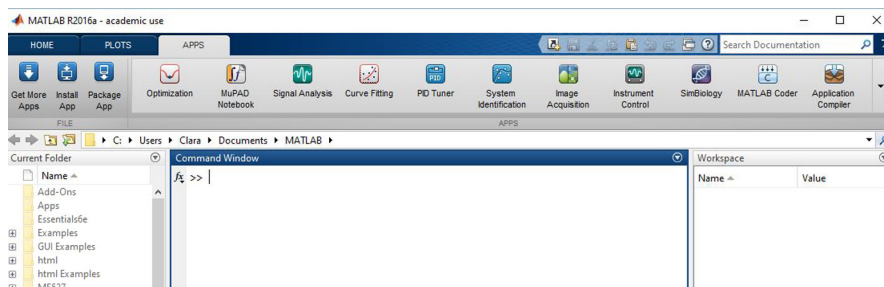 MATLAB R2016a - academic use
HOME PLOTS APPS
Search Documentation
Get More Apps
Install App
Package App
Optimization
MuPAD Notebook
Signal Analysis
Curve Fitting
PID Tuner
System Identification
Image Acquisition
Instrument Control
SimBiology
MATLAB Coder
Application Compiler
FILE APPS
C: Users Clara Documents MATLAB
Current Folder
Name
Add-Ons
Apps
Essentials6e
Examples
GUI Examples
html
html Examples
Command Window
fx >>
Workspace
Name Value